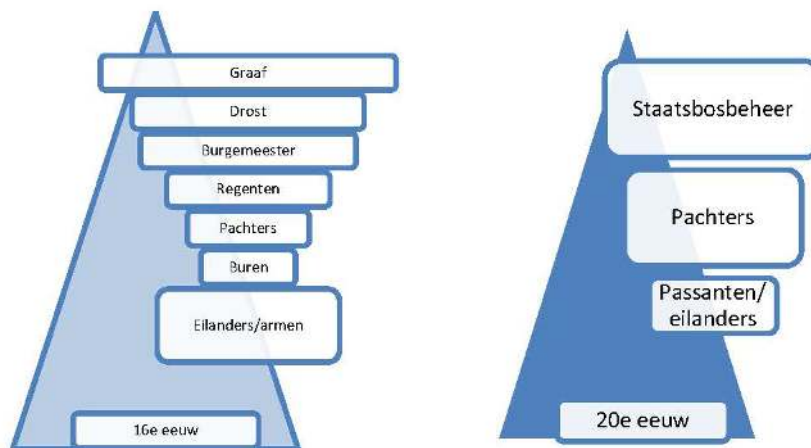 Graaf
Drost
Burgemeester
Regenten
Pachters
Buren
Eilanders/armen
16e eeuw
Staatsbosbeheer
Pachters
Passanten/
eilanders
20e eeuw